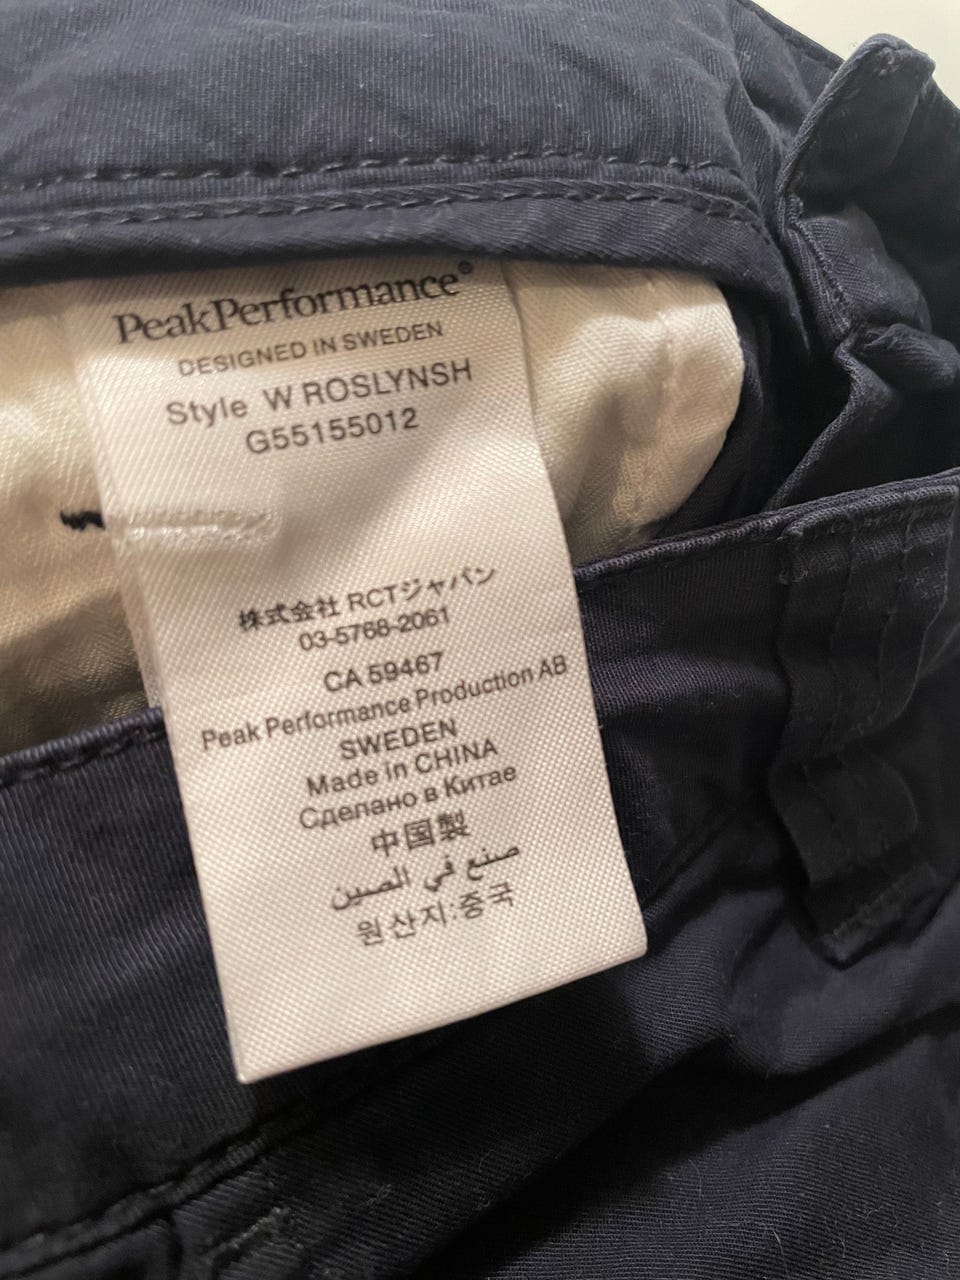 PeakPerformance®
DESIGNED IN SWEDEN
Style W ROSLYNSH
G55155012
株式会社 RCTジャパン
03-5768-2061
CA 59467
Peak Performance Production AB
SWEDEN
Made in CHINA
Сделано в Китае
中国製
صنع في الصين
원산지:중국